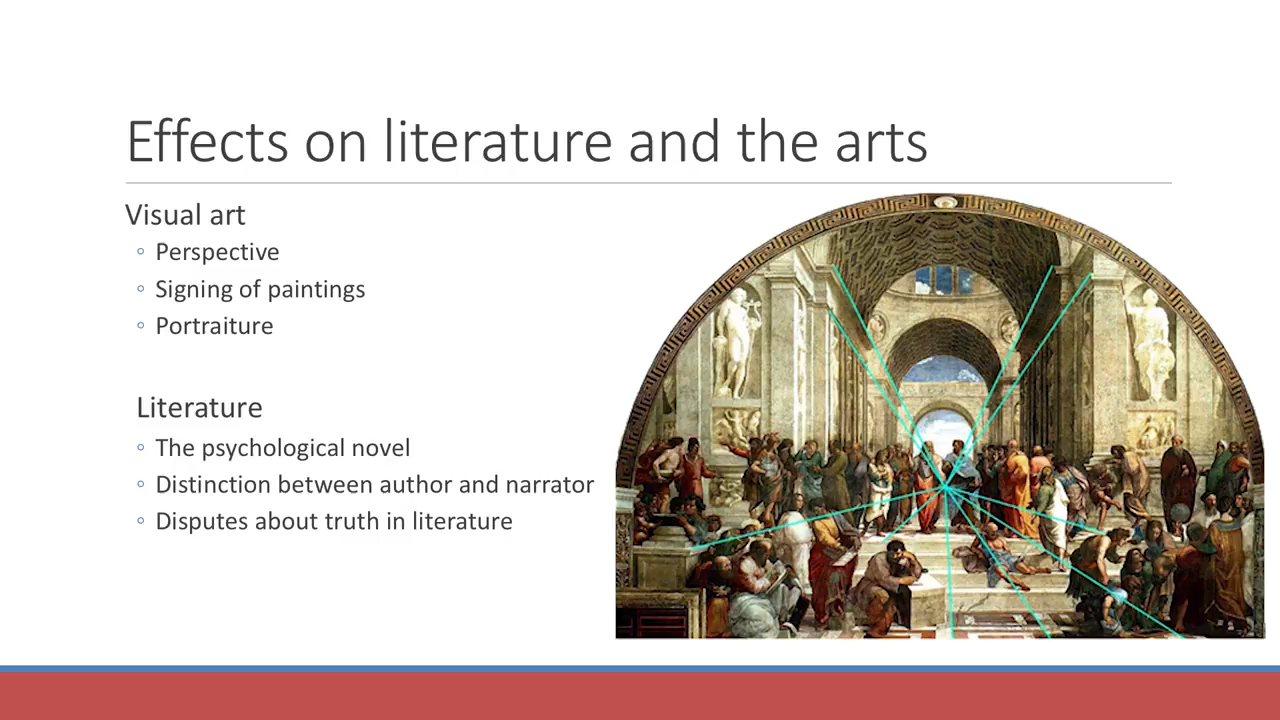 Effects on literature and the arts
Visual art
◦ Perspective
◦ Signing of paintings
◦ Portraiture
Literature
◦ The psychological novel
◦ Distinction between author and narrator
◦ Disputes about truth in literature